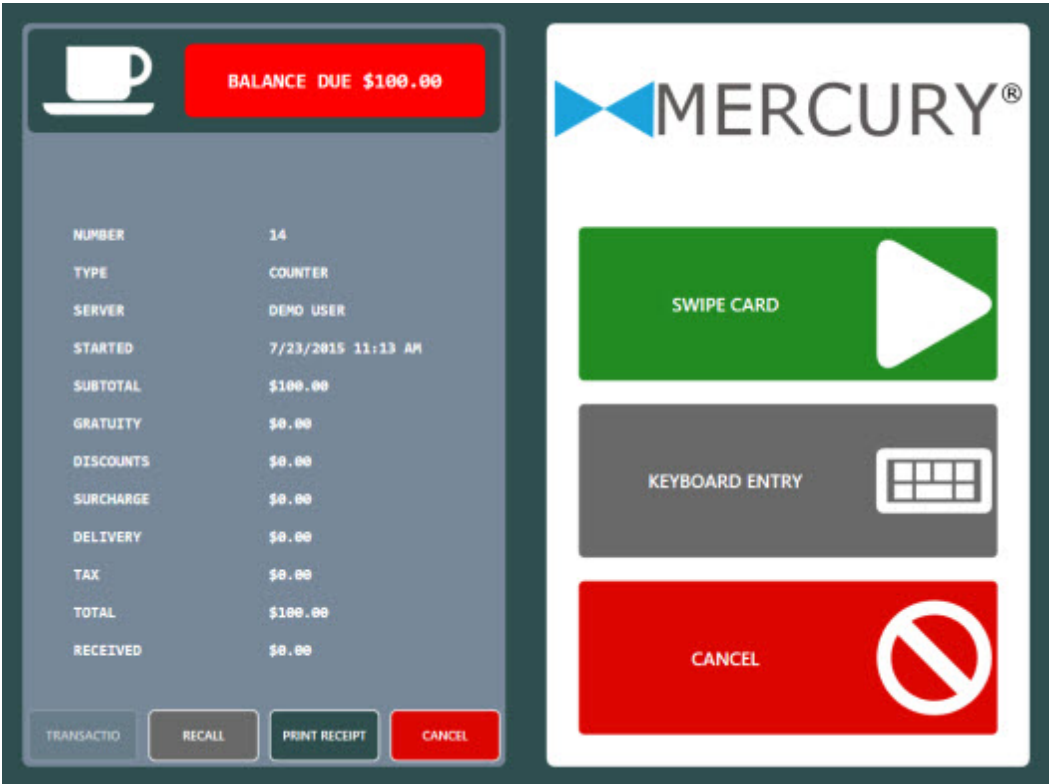 BALANCE DUE $100.00
NUMBER 14
TYPE COUNTER
SERVER DEMO USER
STARTED 7/23/2015 11:13 AM
SUBTOTAL $100.00
GRATUITY $0.00
DISCOUNTS $0.00
SURCHARGE $0.00
DELIVERY $0.00
TAX $0.00
TOTAL $100.00
RECEIVED $0.00
TRANSACTIO RECALL PRINT RECEIPT CANCEL
MERCURY®
SWIPE CARD
KEYBOARD ENTRY
CANCEL